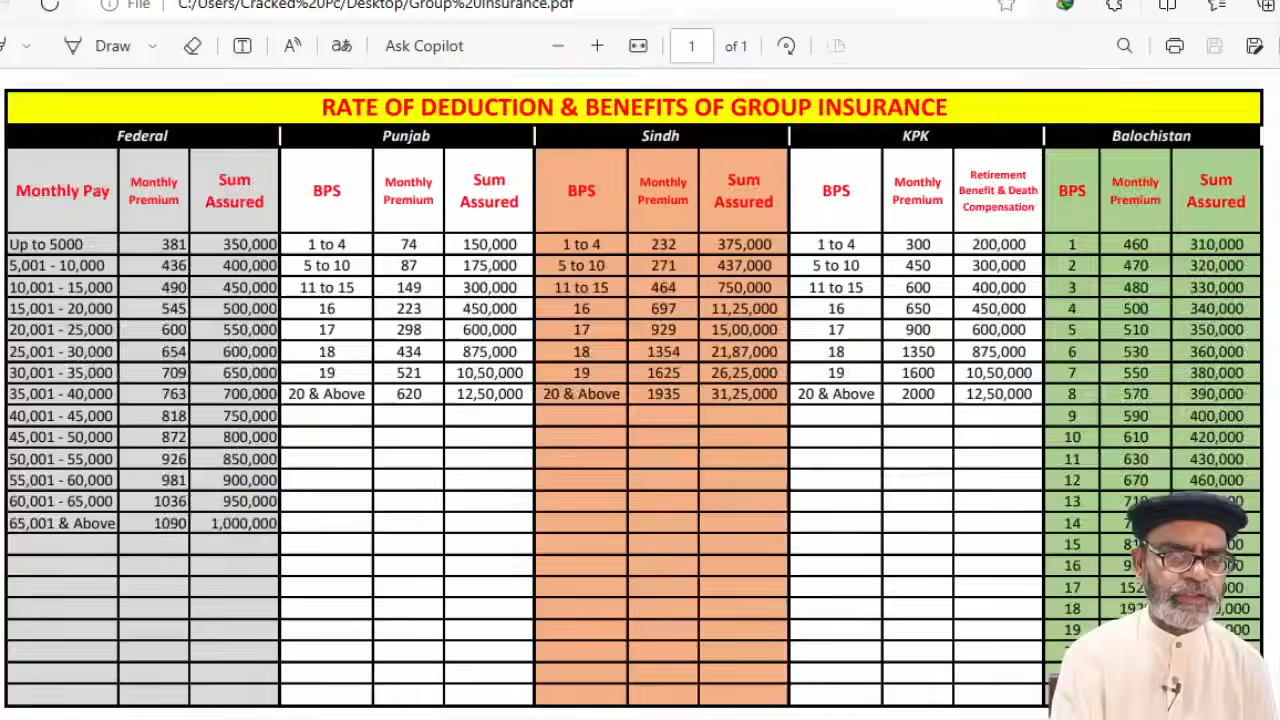 File C:/Users/Cracked%20Pc/Desktop/Group%20Insurance.pdf
Draw aあ Ask Copilot 1 of 1
RATE OF DEDUCTION & BENEFITS OF GROUP INSURANCE
Federal Punjab Sindh KPK Balochistan
Monthly Pay Monthly Premium Sum Assured BPS Monthly Premium Sum Assured BPS Monthly Premium Sum Assured BPS Monthly Premium Retirement Benefit & Death Compensation BPS Monthly Premium Sum Assured
Up to 5000 381 350,000 1 to 4 74 150,000 1 to 4 232 375,000 1 to 4 300 200,000 1 460 310,000
5,001 - 10,000 436 400,000 5 to 10 87 175,000 5 to 10 271 437,000 5 to 10 450 300,000 2 470 320,000
10,001 - 15,000 490 450,000 11 to 15 149 300,000 11 to 15 464 750,000 11 to 15 600 400,000 3 480 330,000
15,001 - 20,000 545 500,000 16 223 450,000 16 697 11,25,000 16 650 450,000 4 500 340,000
20,001 - 25,000 600 550,000 17 298 600,000 17 929 15,00,000 17 900 600,000 5 510 350,000
25,001 - 30,000 654 600,000 18 434 875,000 18 1354 21,87,000 18 1350 875,000 6 530 360,000
30,001 - 35,000 709 650,000 19 521 10,50,000 19 1625 26,25,000 19 1600 10,50,000 7 550 380,000
35,001 - 40,000 763 700,000 20 & Above 620 12,50,000 20 & Above 1935 31,25,000 20 & Above 2000 12,50,000 8 570 390,000
40,001 - 45,000 818 750,000 9 590 400,000
45,001 - 50,000 872 800,000 10 610 420,000
50,001 - 55,000 926 850,000 11 630 430,000
55,001 - 60,000 981 900,000 12 670 460,000
60,001 - 65,000 1036 950,000 13
65,001 & Above 1090 1,000,000 14
15
16
17
18
19